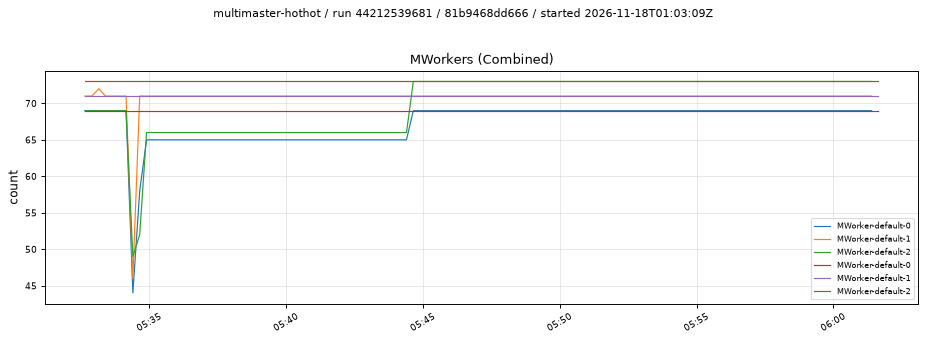 multimaster-hothot / run 44212539681 / 81b9468dd666 / started 2026-11-18T01:03:09Z
MWorkers (Combined)
count
70
65
60
55
50
45
05:35
05:40
05:45
05:50
05:55
06:00
MWorker-default-0
MWorker-default-1
MWorker-default-2
MWorker-default-0
MWorker-default-1
MWorker-default-2